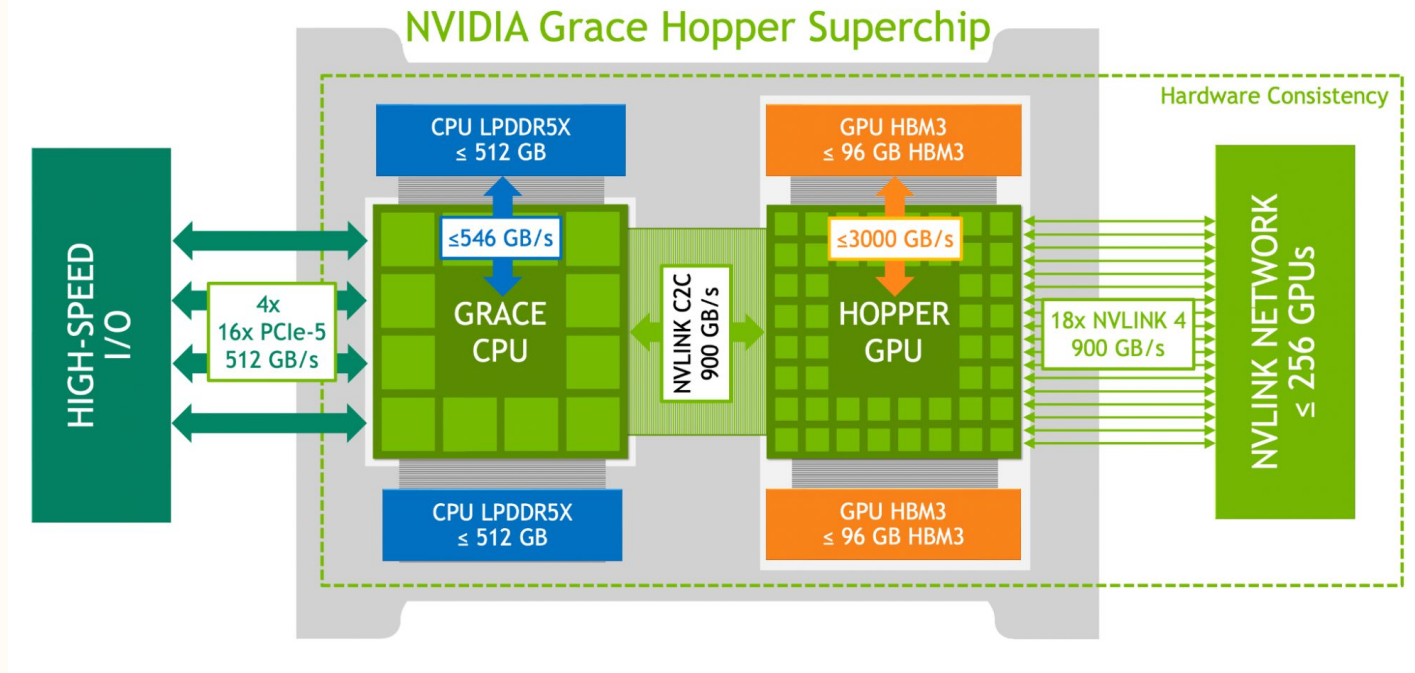 NVIDIA Grace Hopper Superchip
Hardware Consistency
HIGH-SPEED
I/O
4x
16x PCIe-5
512 GB/s
CPU LPDDR5X
≤ 512 GB
≤546 GB/s
GRACE
CPU
CPU LPDDR5X
≤ 512 GB
NVLINK C2C
900 GB/s
GPU HBM3
≤ 96 GB HBM3
≤3000 GB/s
HOPPER
GPU
GPU HBM3
≤ 96 GB HBM3
18x NVLINK 4
900 GB/s
NVLINK NETWORK
≤ 256 GPUs